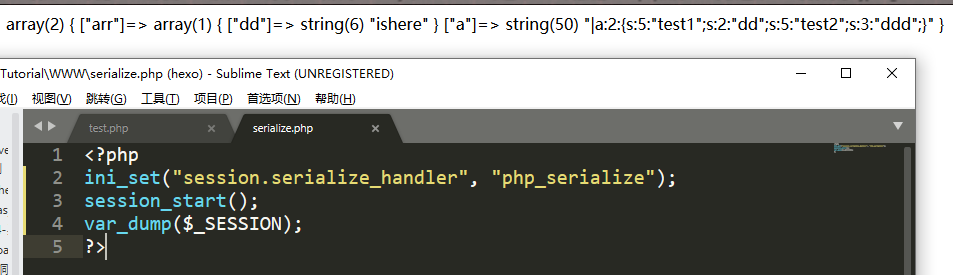 array(2) { ["arr"]=> array(1) { ["dd"]=> string(6) "ishere" } ["a"]=> string(50) "|a:2:{s:5:"test1";s:2:"dd";s:5:"test2";s:3:"ddd";}" }
Tutorial\WWW\serialize.php (hexo) - Sublime Text (UNREGISTERED)
(I) 视图(V) 跳转(G) 工具(T) 项目(P) 首选项(N) 帮助(H)
test.php × serialize.php ×
1 <?php
2 ini_set("session.serialize_handler", "php_serialize");
3 session_start();
4 var_dump($_SESSION);
5 ?>